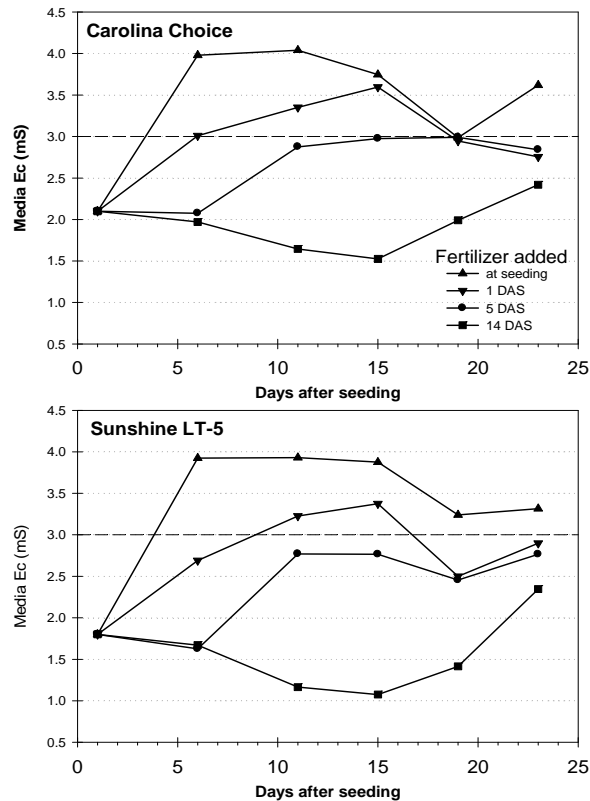 Carolina Choice
4.5
4.0
3.5
3.0
2.5
2.0
1.5
1.0
0.5
Media Ec (mS)
Fertilizer added
at seeding
1 DAS
5 DAS
14 DAS
0 5 10 15 20 25
Days after seeding
Sunshine LT-5
4.5
4.0
3.5
3.0
2.5
2.0
1.5
1.0
0.5
Media Ec (mS)
0 5 10 15 20 25
Days after seeding